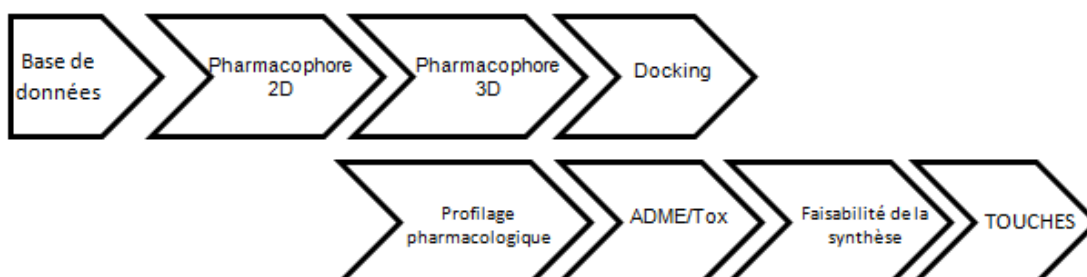 Base de
données
Pharmacophore
2D
Pharmacophore
3D
Docking
Profilage
pharmacologique
ADME/Tox
Faisabilité de la
synthèse
TOUCHES